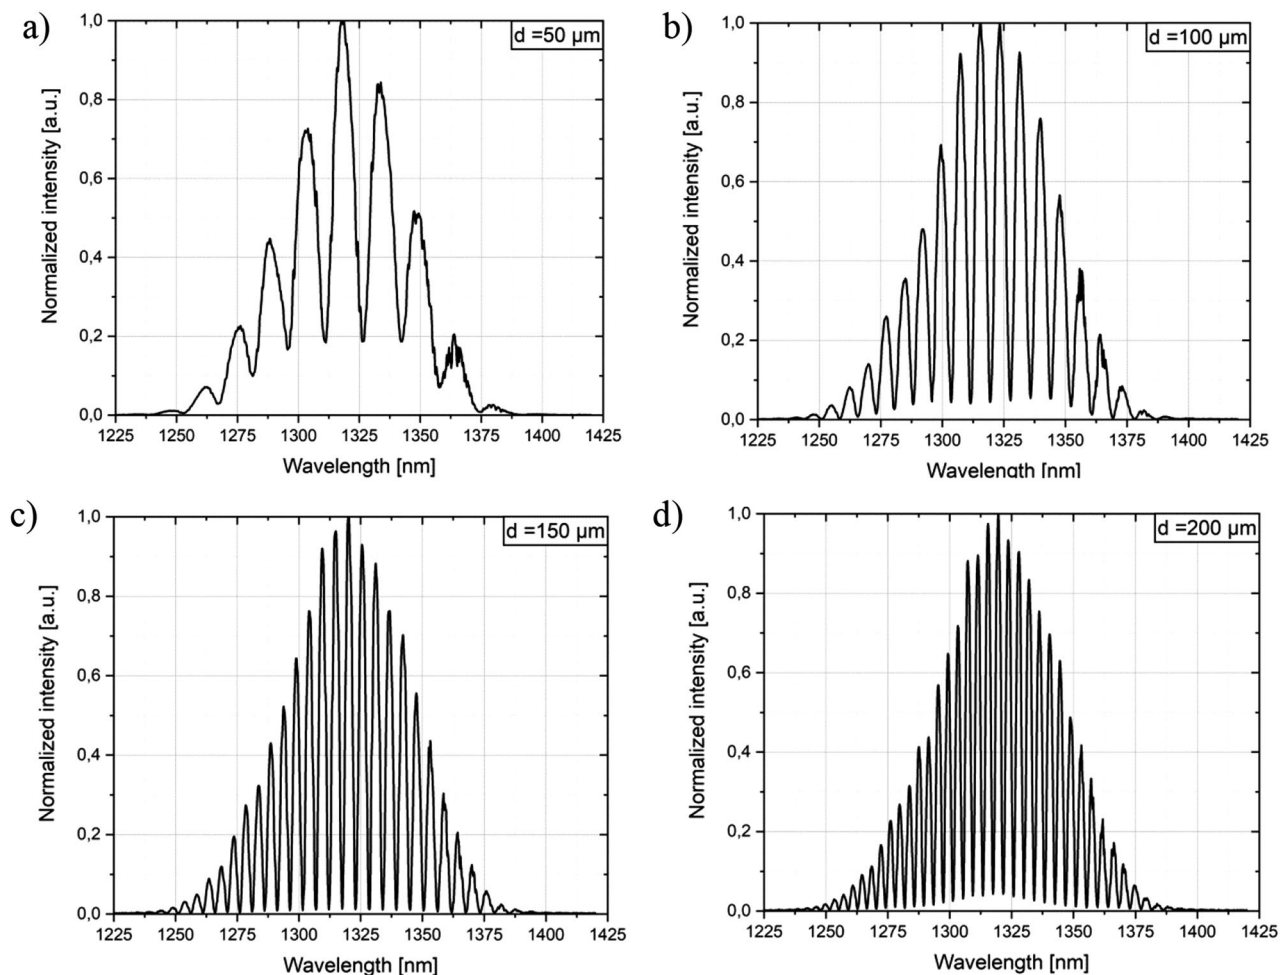 a)
d =50 µm
1,0
0,8
0,6
0,4
0,2
0,0
Normalized intensity [a.u.]
1225 1250 1275 1300 1325 1350 1375 1400 1425
Wavelength [nm]
b)
d =100 µm
1,0
0,8
0,6
0,4
0,2
0,0
Normalized intensity [a.u.]
1225 1250 1275 1300 1325 1350 1375 1400 1425
Wavelength [nm]
c)
d =150 µm
1,0
0,8
0,6
0,4
0,2
0,0
Normalized intensity [a.u.]
1225 1250 1275 1300 1325 1350 1375 1400 1425
Wavelength [nm]
d)
d =200 µm
1,0
0,8
0,6
0,4
0,2
0,0
Normalized intensity [a.u.]
1225 1250 1275 1300 1325 1350 1375 1400 1425
Wavelength [nm]